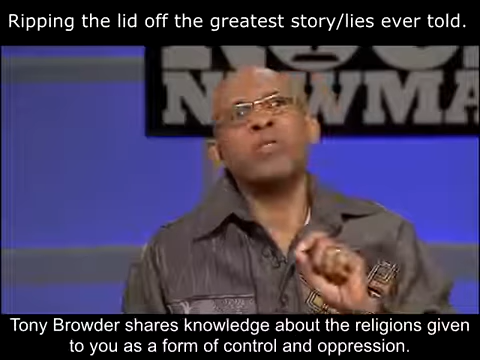 Ripping the lid off the greatest story/lies ever told.
NEWMA
Tony Browder shares knowledge about the religions given
to you as a form of control and oppression.